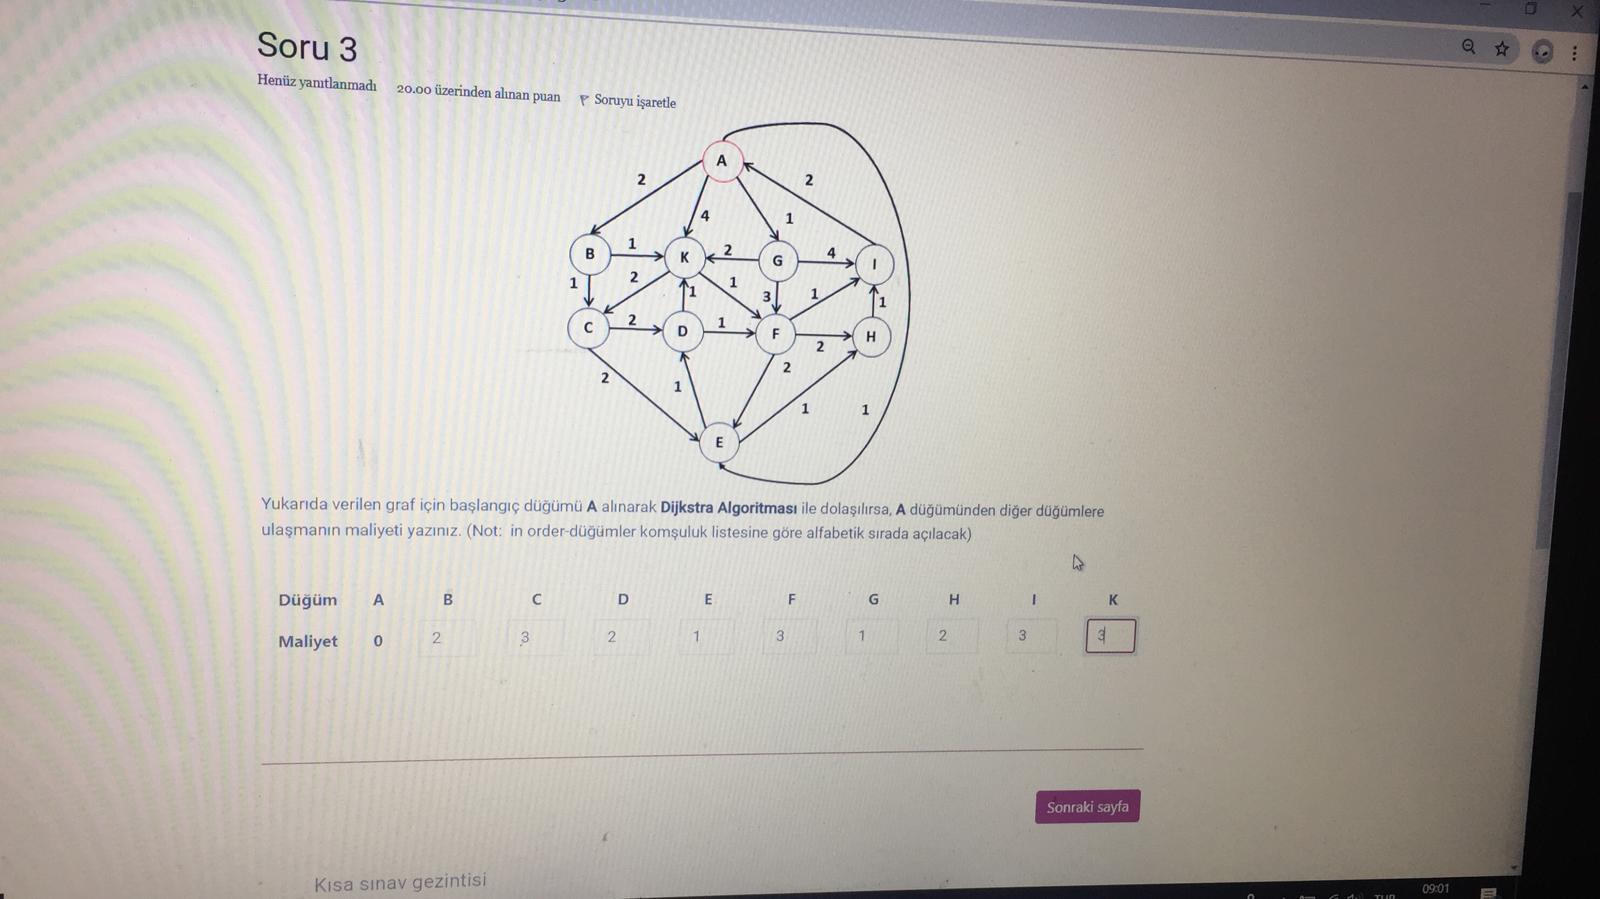 Soru 3
Henüz yanıtlanmadı 20.00 üzerinden alınan puan Soruyu işaretle
A
2
2
4
1
B
1
K
2
G
4
I
1
2
1
1
3
1
1
C
2
D
1
F
2
H
2
1
2
1
1
E
Yukarıda verilen graf için başlangıç düğümü A alınarak Dijkstra Algoritması ile dolaşılırsa, A düğümünden diğer düğümlere
ulaşmanın maliyeti yazınız. (Not: in order-düğümler komşuluk listesine göre alfabetik sırada açılacak)
Düğüm A B C D E F G H I K
Maliyet 0 2 3 2 1 3 1 2 3 3
Sonraki sayfa
Kısa sınav gezintisi
09:01